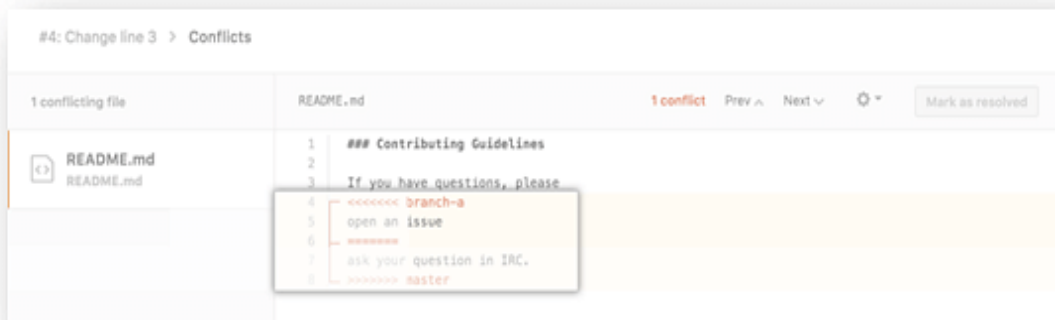 #4: Change line 3 > Conflicts
1 conflicting file
README.md
README.md
README.md 1 conflict Prev Next Mark as resolved
1 ### Contributing Guidelines
2
3 If you have questions, please
4 <<<<<<< branch-a
5 open an issue
6 =======
7 ask your question in IRC.
8 >>>>>>> master